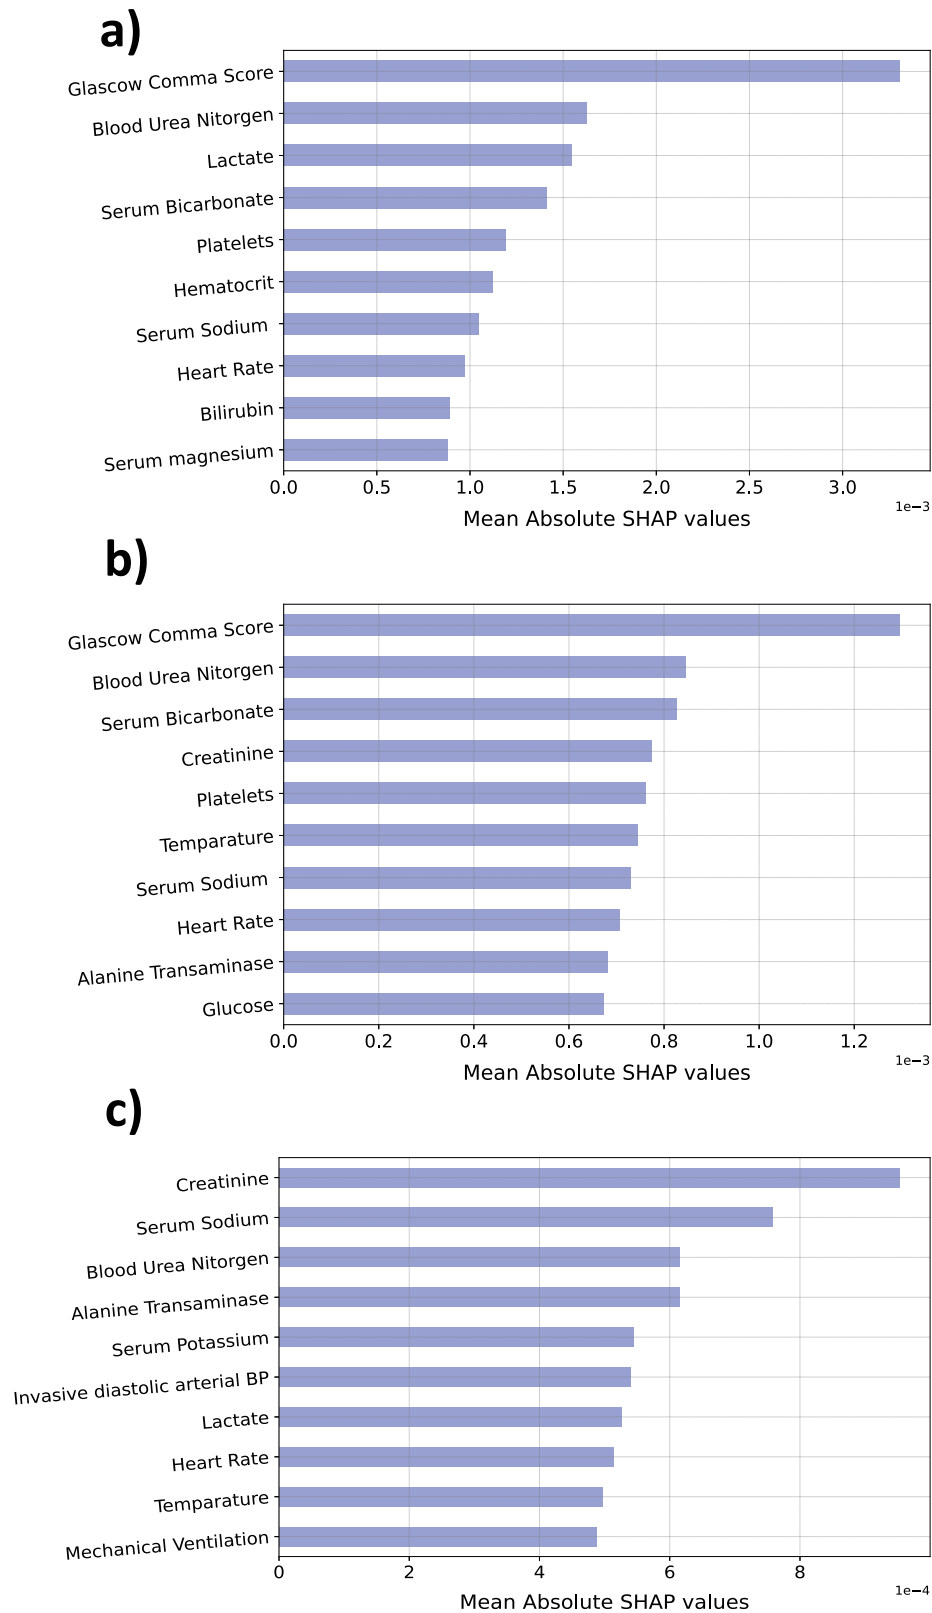 a)
Glascow Comma Score
Blood Urea Nitorgen
Lactate
Serum Bicarbonate
Platelets
Hematocrit
Serum Sodium
Heart Rate
Bilirubin
Serum magnesium
0.0 0.5 1.0 1.5 2.0 2.5 3.0
1e−3
Mean Absolute SHAP values
b)
Glascow Comma Score
Blood Urea Nitorgen
Serum Bicarbonate
Creatinine
Platelets
Temparature
Serum Sodium
Heart Rate
Alanine Transaminase
Glucose
0.0 0.2 0.4 0.6 0.8 1.0 1.2
1e−3
Mean Absolute SHAP values
c)
Creatinine
Serum Sodium
Blood Urea Nitorgen
Alanine Transaminase
Serum Potassium
Invasive diastolic arterial BP
Lactate
Heart Rate
Temparature
Mechanical Ventilation
0 2 4 6 8
1e−4
Mean Absolute SHAP values